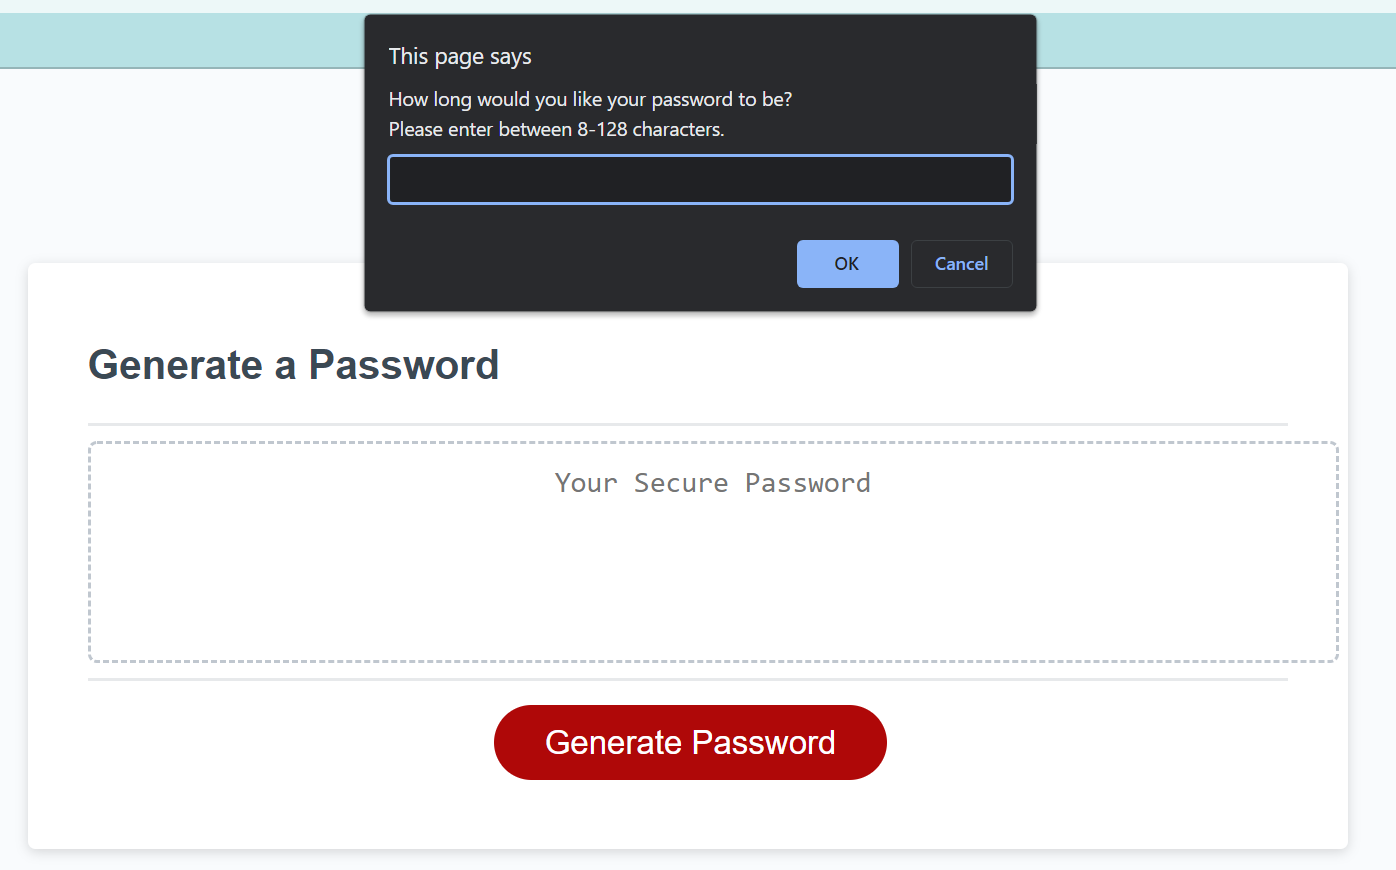 This page says
How long would you like your password to be?
Please enter between 8-128 characters.
OK
Cancel
Generate a Password
Your Secure Password
Generate Password